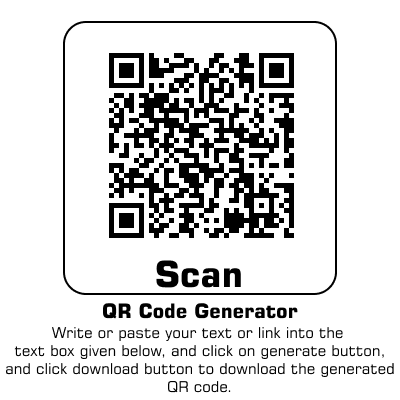 Scan
QR Code Generator
Write or paste your text or link into the
text box given below, and click on generate button,
and click download button to download the generated
QR code.